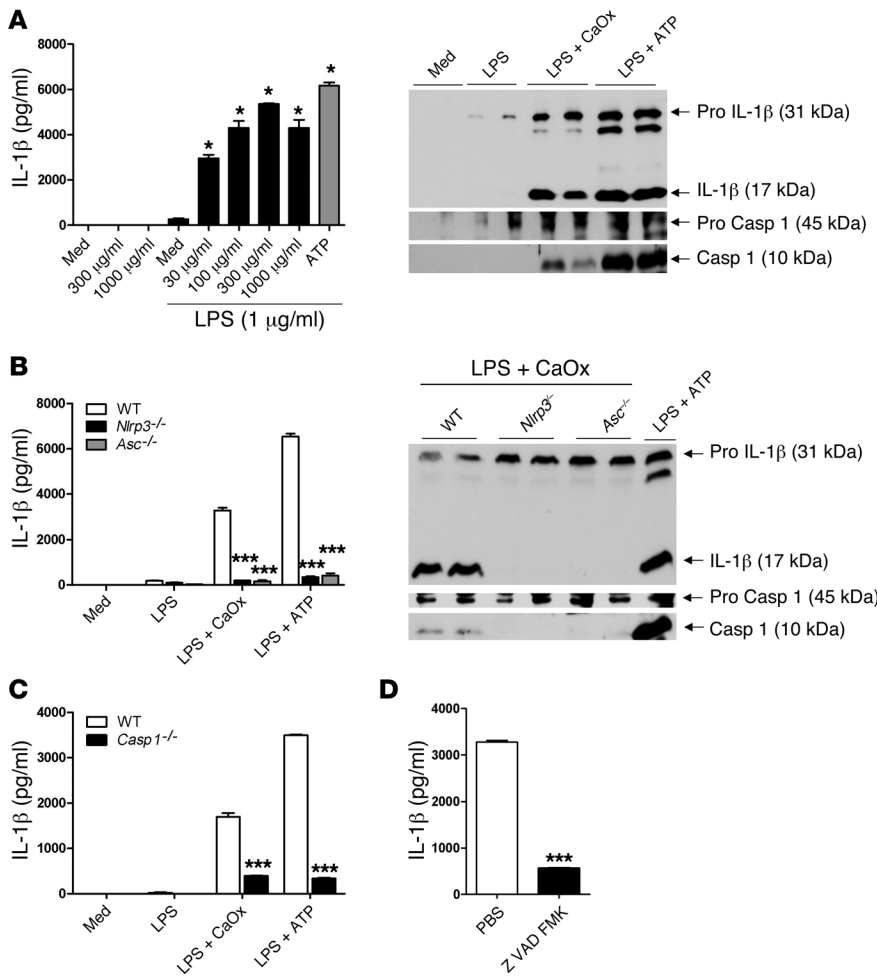 A
IL-1β (pg/ml)
8000
6000
4000
2000
0
Med
300 μg/ml
1000 μg/ml
Med
30 μg/ml
100 μg/ml
300 μg/ml
1000 μg/ml
ATP
* * * * *
LPS (1 μg/ml)
Med
LPS
LPS + CaOx
LPS + ATP
Pro IL-1β (31 kDa)
IL-1β (17 kDa)
Pro Casp 1 (45 kDa)
Casp 1 (10 kDa)
B
IL-1β (pg/ml)
8000
6000
4000
2000
0
WT
Nlrp3-/-
Asc-/-
*** ***
*** ***
Med
LPS
LPS + CaOx
LPS + ATP
LPS + CaOx
WT
Nlrp3-/-
Asc-/-
LPS + ATP
Pro IL-1β (31 kDa)
IL-1β (17 kDa)
Pro Casp 1 (45 kDa)
Casp 1 (10 kDa)
C
IL-1β (pg/ml)
4000
3000
2000
1000
0
WT
Casp1-/-
*** ***
Med
LPS
LPS + CaOx
LPS + ATP
D
IL-1β (pg/ml)
4000
3000
2000
1000
0
***
PBS
Z VAD FMK